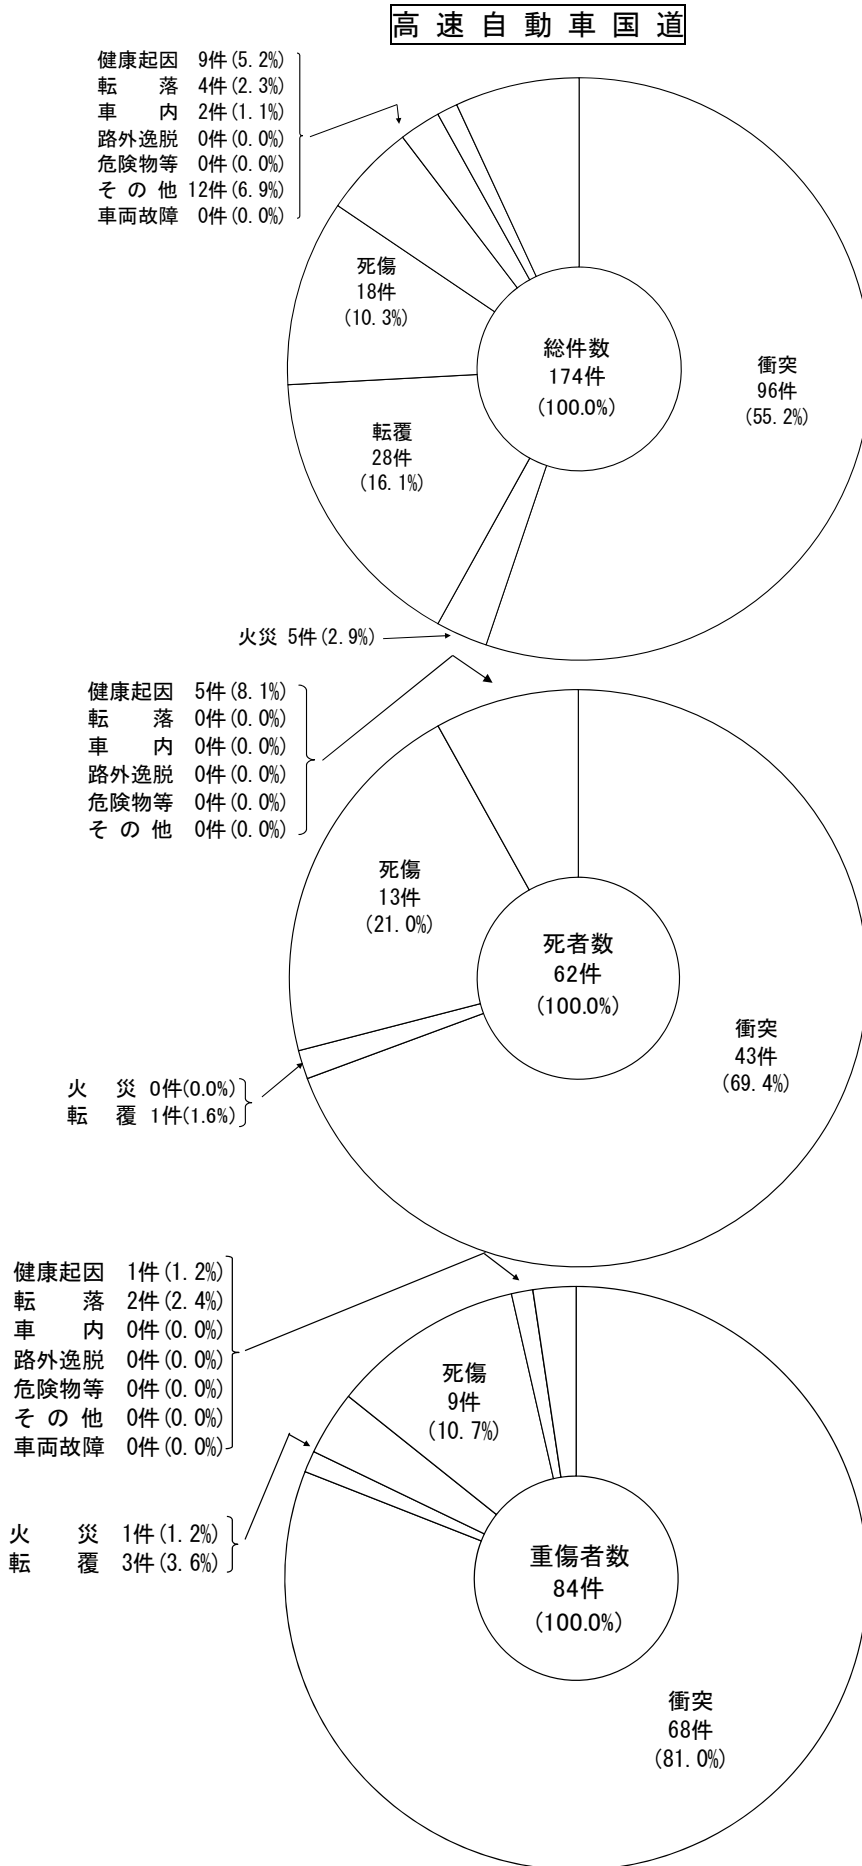 高速自動車国道
健康起因 9件(5.2%)
転落 4件(2.3%)
車内 2件(1.1%)
路外逸脱 0件(0.0%)
危険物等 0件(0.0%)
その他 12件(6.9%)
車両故障 0件(0.0%)
死傷
18件
(10.3%)
総件数
174件
(100.0%)
衝突
96件
(55.2%)
転覆
28件
(16.1%)
火災 5件(2.9%)
健康起因 5件(8.1%)
転落 0件(0.0%)
車内 0件(0.0%)
路外逸脱 0件(0.0%)
危険物等 0件(0.0%)
その他 0件(0.0%)
死傷
13件
(21.0%)
死者数
62件
(100.0%)
衝突
43件
(69.4%)
火災 0件(0.0%)
転覆 1件(1.6%)
健康起因 1件(1.2%)
転落 2件(2.4%)
車内 0件(0.0%)
路外逸脱 0件(0.0%)
危険物等 0件(0.0%)
その他 0件(0.0%)
車両故障 0件(0.0%)
死傷
9件
(10.7%)
火災 1件(1.2%)
転覆 3件(3.6%)
重傷者数
84件
(100.0%)
衝突
68件
(81.0%)